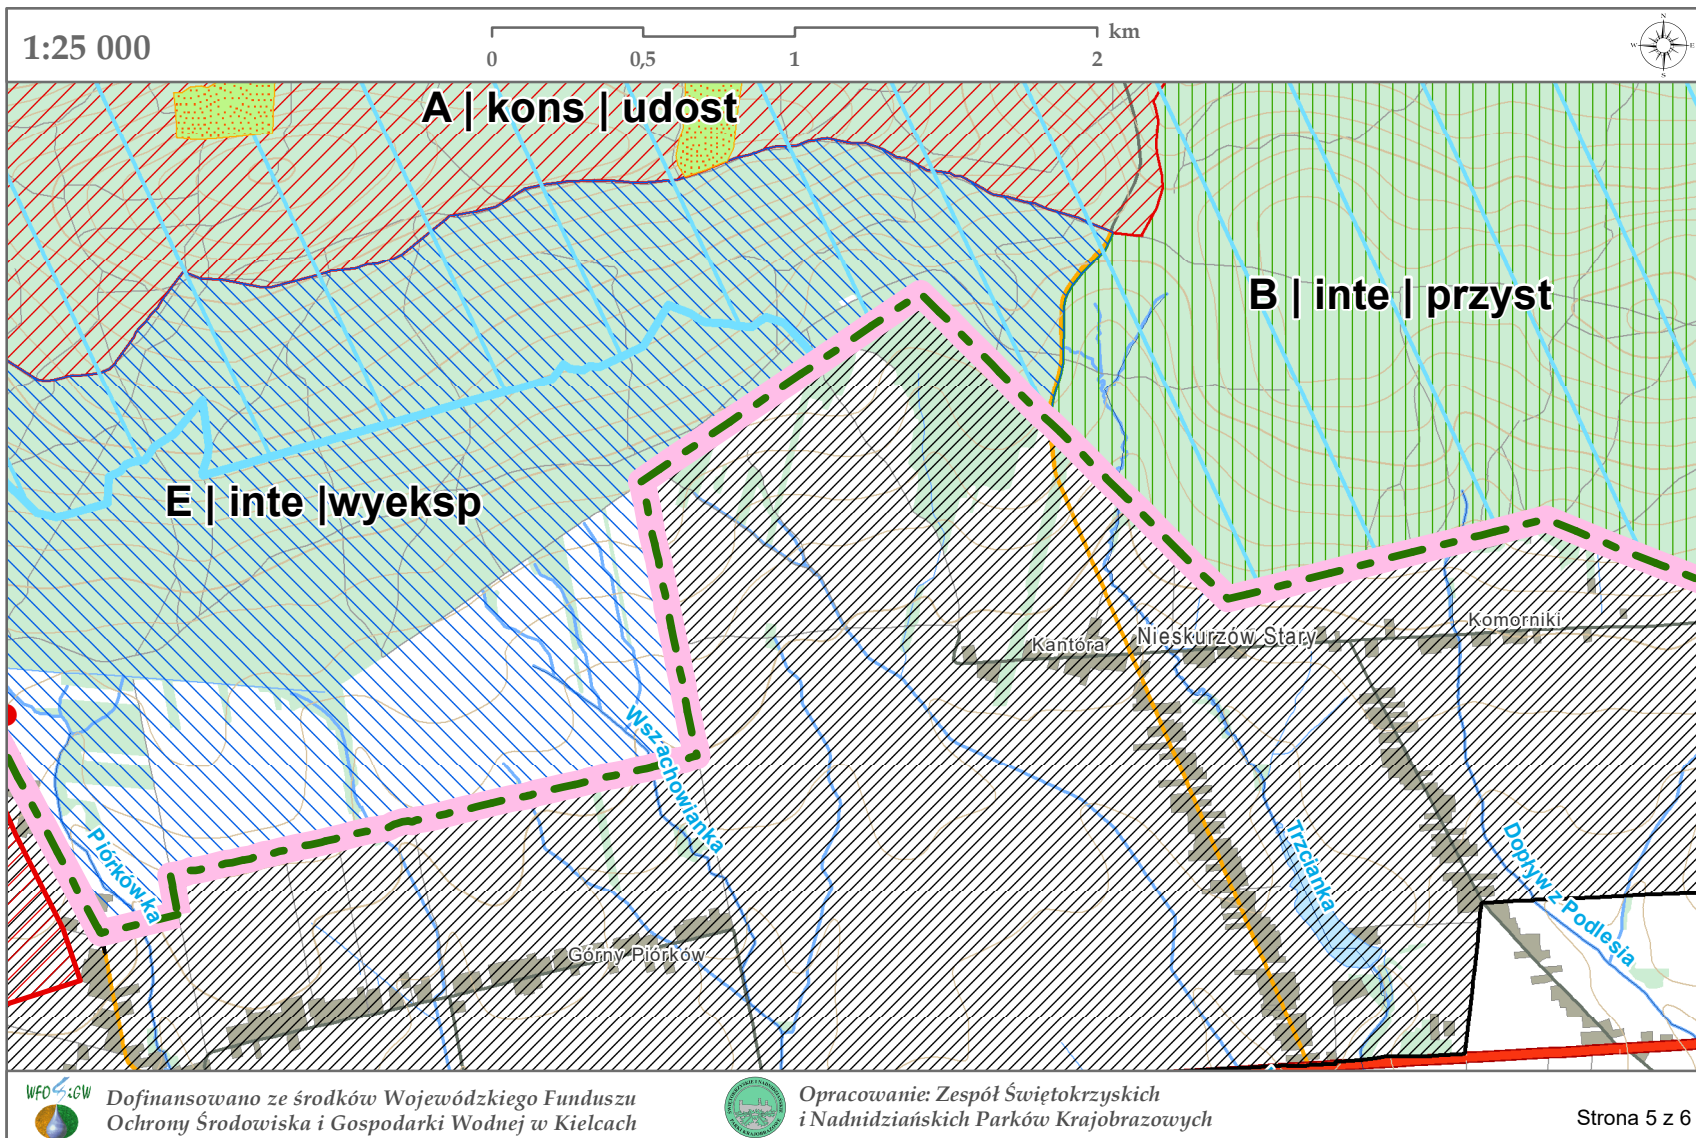 1:25 000
km
0 0,5 1 2
N
W E
S
A | kons | udost
B | inte | przyst
E | inte |wyeksp
Komorniki
Nieskurzów Stary
Kantóra
Wszachowianka
Piórkówka
Trzcianka
Dopływ z Podlesia
Górny Piórków
WFOŚiGW
Dofinansowano ze środków Wojewódzkiego Funduszu
Ochrony Środowiska i Gospodarki Wodnej w Kielcach
Opracowanie: Zespół Świętokrzyskich
i Nadnidziańskich Parków Krajobrazowych
Strona 5 z 6